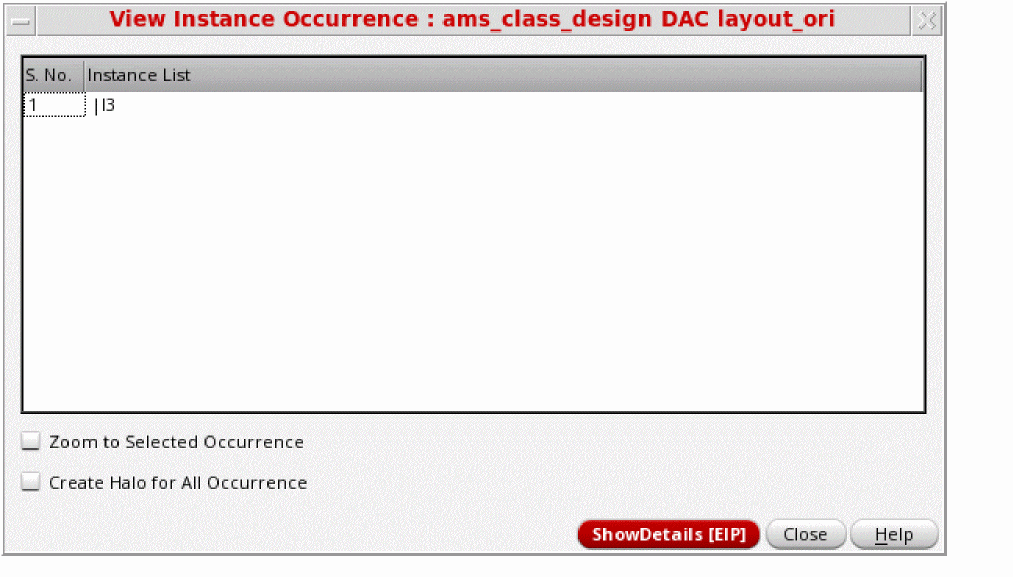 View Instance Occurrence : ams_class_design DAC layout_ori
S. No. Instance List
1 |I3
Zoom to Selected Occurrence
Create Halo for All Occurrence
ShowDetails [EIP] Close Help